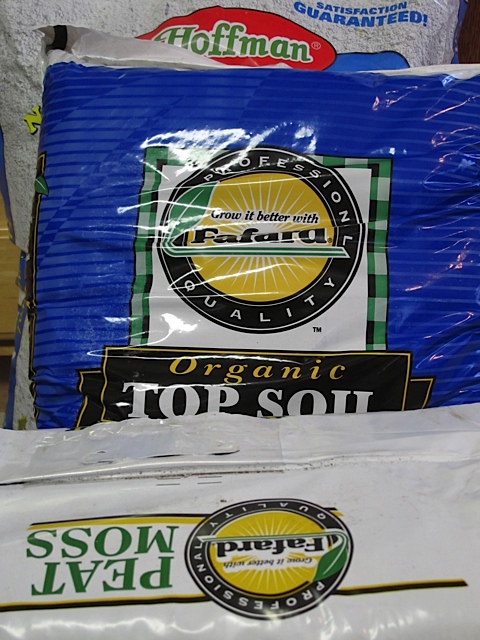 SATISFACTION
GUARANTEED!
Hoffman®
PROFESSIONAL
Grow it better with
Fafard
QUALITY
TM
Organic
TOP SOIL
PEAT
MOSS
PROFESSIONAL
Grow it better with
Fafard
QUALITY